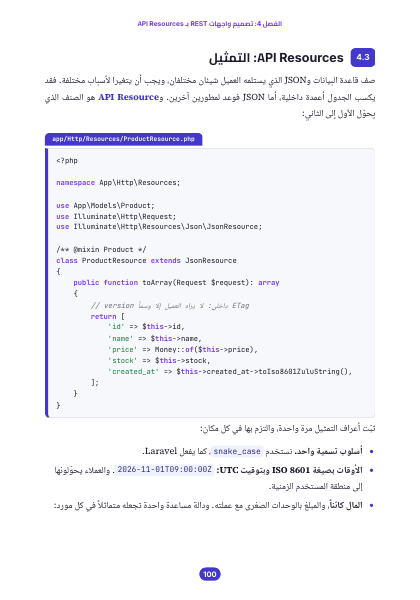 الفصل 4: تصميم واجهات REST بـ API Resources
4.3 API Resources: التمثيل
صف قاعدة البيانات وJSON الذي يستلمه العميل شيئان مختلفان، ويجب أن يتغيرا لأسباب مختلفة. فقد
يكسب الجدول أعمدة داخلية، أما JSON فوعد لمطورين آخرين. وAPI Resource هو الصنف الذي
يحوّل الأول إلى الثاني:
app/Http/Resources/ProductResource.php
<?php
namespace App\Http\Resources;
use App\Models\Product;
use Illuminate\Http\Request;
use Illuminate\Http\Resources\Json\JsonResource;
/** @mixin Product */
class ProductResource extends JsonResource
{
public function toArray(Request $request): array
{
// version داخلي: لا يراه العميل إلا وسماً ETag
return [
'id' => $this->id,
'name' => $this->name,
'price' => Money::of($this->price),
'stock' => $this->stock,
'created_at' => $this->created_at->toIso8601ZuluString(),
];
}
}
ثبّت أعراف التمثيل مرة واحدة، والتزم بها في كل مكان:
• أسلوب تسمية واحد. نستخدم snake_case، كما يفعل Laravel.
• الأوقات بصيغة ISO 8601 وبتوقيت UTC: 2026-11-01T09:00:00Z. والعملاء يحوّلونها
إلى منطقة المستخدم الزمنية.
• المال كائناً، والمبلغ بالوحدات الصغرى مع عملته. ودالة مساعدة واحدة تجعله متماثلاً في كل مورد:
100